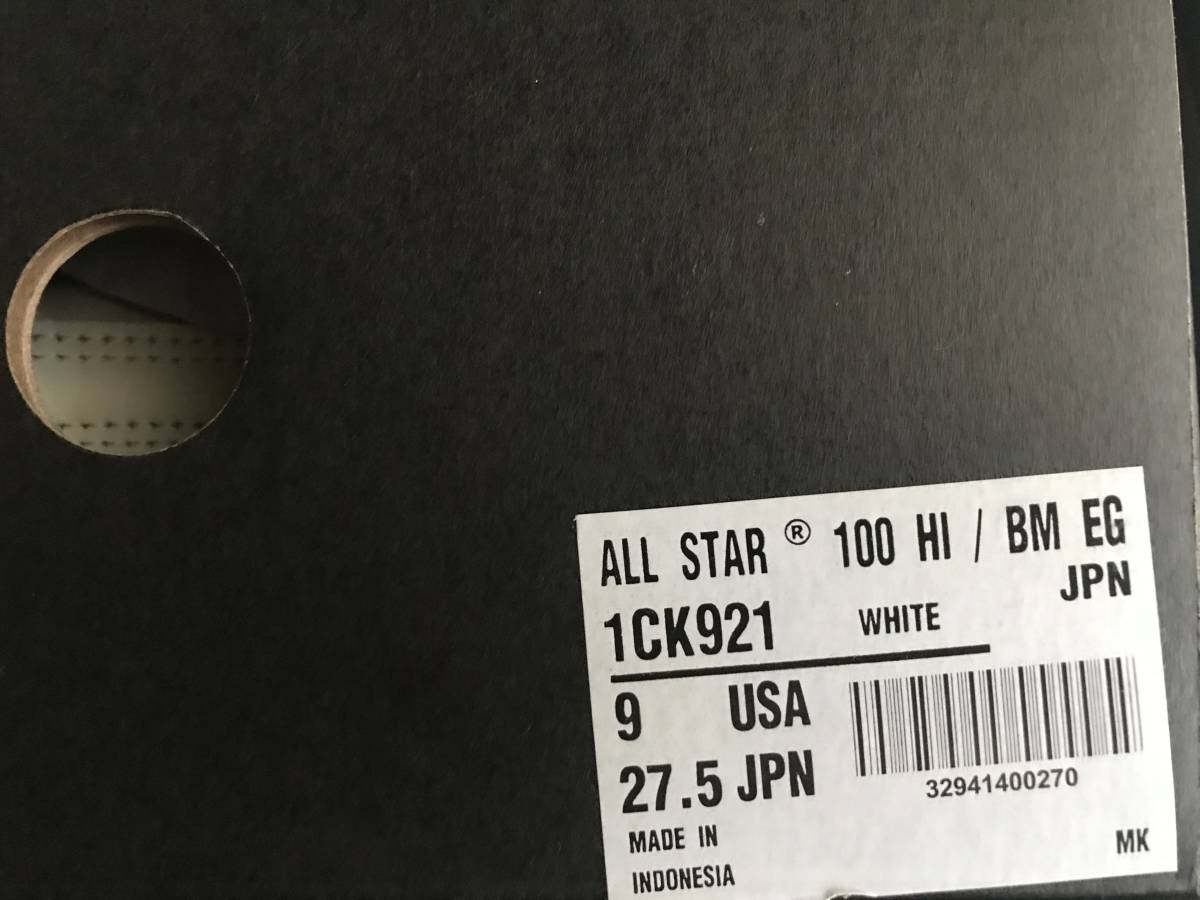 ALL STAR ® 100 HI / BM EG
JPN
1CK921 WHITE
9 USA
27.5 JPN
32941400270
MADE IN
INDONESIA
MK